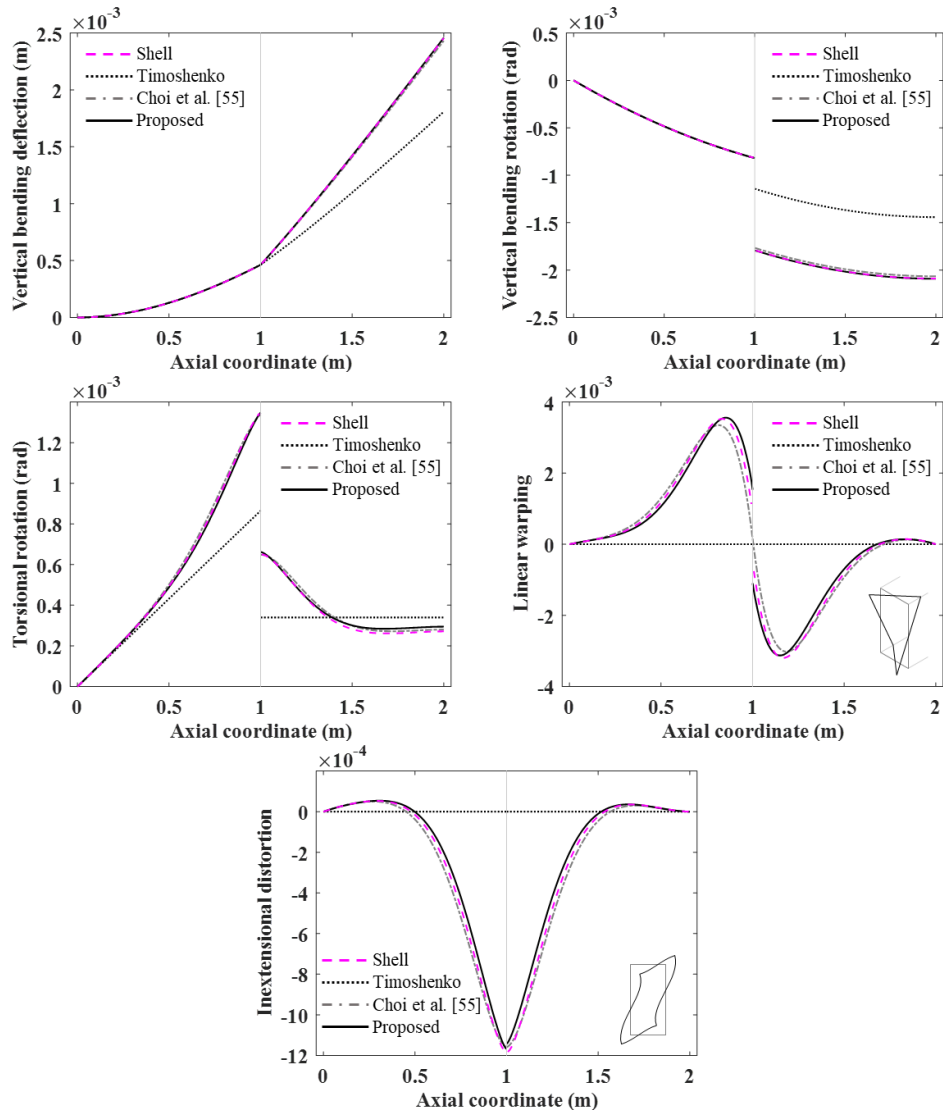 ×10⁻³
Vertical bending deflection (m)
2.5
2
1.5
1
0.5
0
Shell
Timoshenko
Choi et al. [55]
Proposed
0 0.5 1 1.5 2
Axial coordinate (m)
×10⁻³
Vertical bending rotation (rad)
0.5
0
-0.5
-1
-1.5
-2
-2.5
Shell
Timoshenko
Choi et al. [55]
Proposed
0 0.5 1 1.5 2
Axial coordinate (m)
×10⁻³
Torsional rotation (rad)
1.2
1
0.8
0.6
0.4
0.2
0
Shell
Timoshenko
Choi et al. [55]
Proposed
0 0.5 1 1.5 2
Axial coordinate (m)
×10⁻³
Linear warping
4
2
0
-2
-4
Shell
Timoshenko
Choi et al. [55]
Proposed
0 0.5 1 1.5 2
Axial coordinate (m)
×10⁻⁴
Inextensional distortion
0
-2
-4
-6
-8
-10
-12
Shell
Timoshenko
Choi et al. [55]
Proposed
0 0.5 1 1.5 2
Axial coordinate (m)